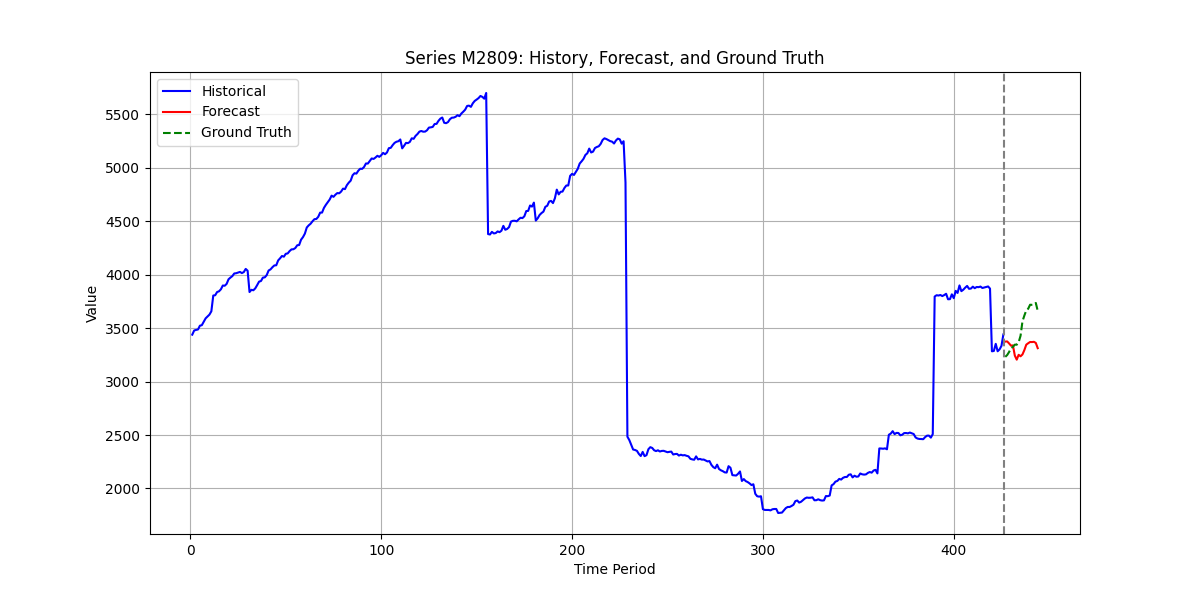 Series M2809: History, Forecast, and Ground Truth
Historical
Forecast
Ground Truth
5500
5000
4500
4000
3500
3000
2500
2000
Value
0 100 200 300 400
Time Period